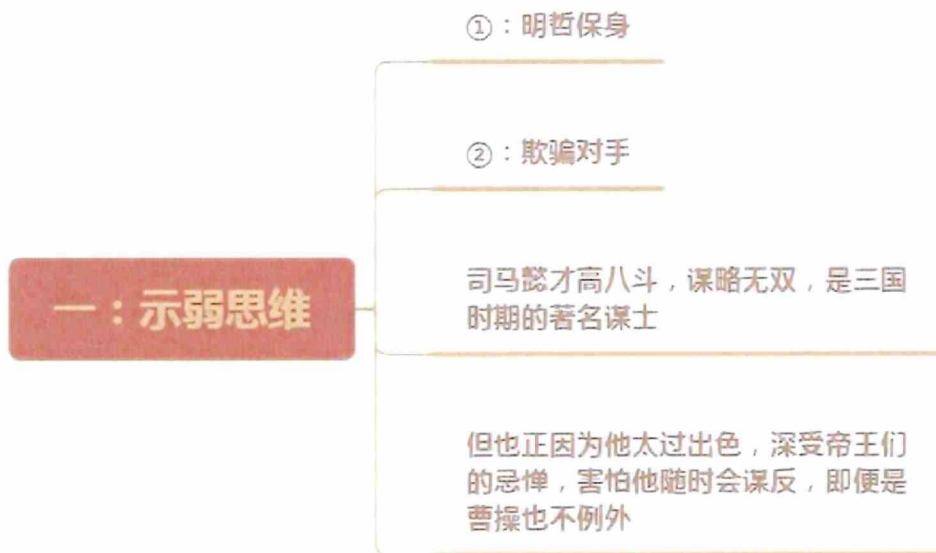 ①：明哲保身
②：欺骗对手
一：示弱思维
司马懿才高八斗，谋略无双，是三国
时期的著名谋士
但也正因为他太过出色，深受帝王们
的忌惮，害怕他随时会谋反，即便是
曹操也不例外